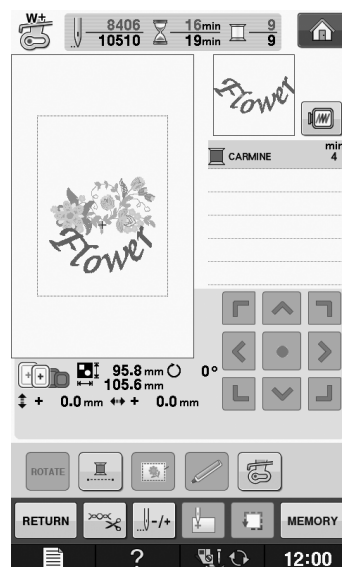 W+ 8406 16min 9
10510 19min 9
Flower
min
CARMINE 4
Flower
95.8 mm 0°
105.6 mm
+ 0.0 mm + 0.0 mm
ROTATE
RETURN -/+ MEMORY
? 12:00